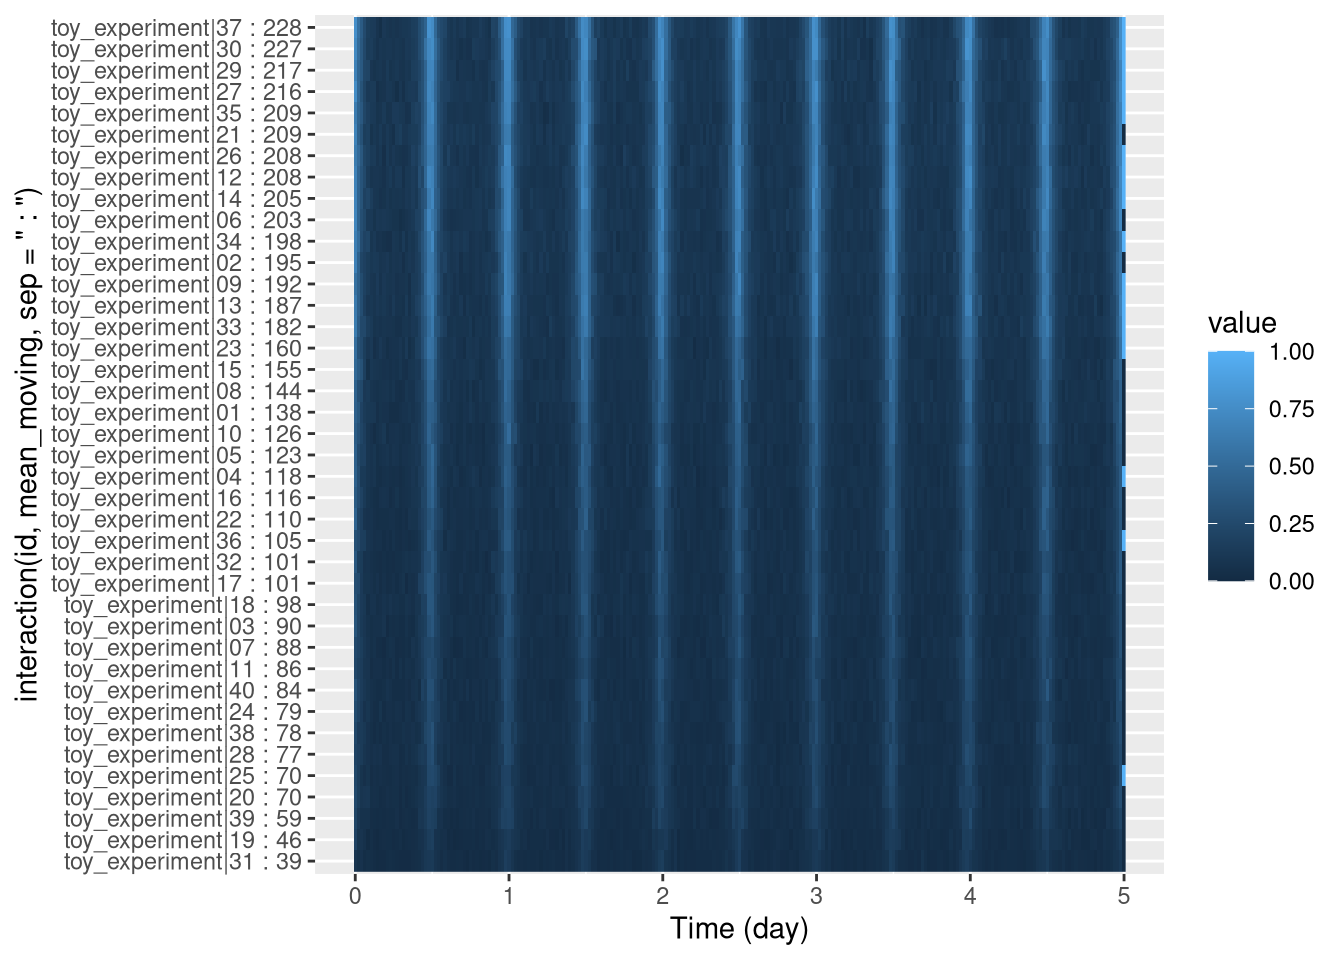 toy_experiment|37 : 228
toy_experiment|30 : 227
toy_experiment|29 : 217
toy_experiment|27 : 216
toy_experiment|35 : 209
toy_experiment|21 : 209
toy_experiment|26 : 208
toy_experiment|12 : 208
toy_experiment|14 : 205
toy_experiment|06 : 203
toy_experiment|34 : 198
toy_experiment|02 : 195
toy_experiment|09 : 192
toy_experiment|13 : 187
toy_experiment|33 : 182
toy_experiment|23 : 160
toy_experiment|15 : 155
toy_experiment|08 : 144
toy_experiment|01 : 138
toy_experiment|10 : 126
toy_experiment|05 : 123
toy_experiment|04 : 118
toy_experiment|16 : 116
toy_experiment|22 : 110
toy_experiment|36 : 105
toy_experiment|32 : 101
toy_experiment|17 : 101
toy_experiment|18 : 98
toy_experiment|03 : 90
toy_experiment|07 : 88
toy_experiment|11 : 86
toy_experiment|40 : 84
toy_experiment|24 : 79
toy_experiment|38 : 78
toy_experiment|28 : 77
toy_experiment|25 : 70
toy_experiment|20 : 70
toy_experiment|39 : 59
toy_experiment|19 : 46
toy_experiment|31 : 39
interaction(id, mean_moving, sep = " : ")
0 1 2 3 4 5
Time (day)
value
1.00
0.75
0.50
0.25
0.00